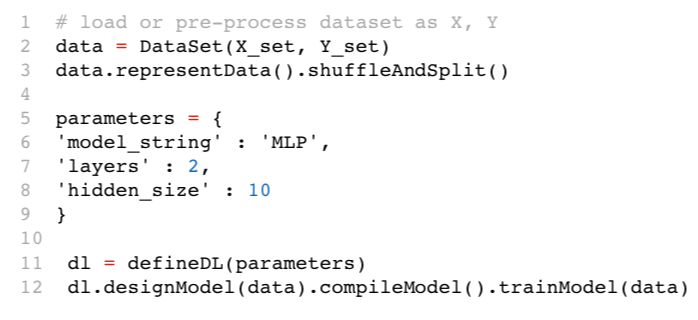 1 # load or pre-process dataset as X, Y
2 data = DataSet(X_set, Y_set)
3 data.representData().shuffleAndSplit()
4
5 parameters = {
6 'model_string' : 'MLP',
7 'layers' : 2,
8 'hidden_size' : 10
9 }
10
11 dl = defineDL(parameters)
12 dl.designModel(data).compileModel().trainModel(data)